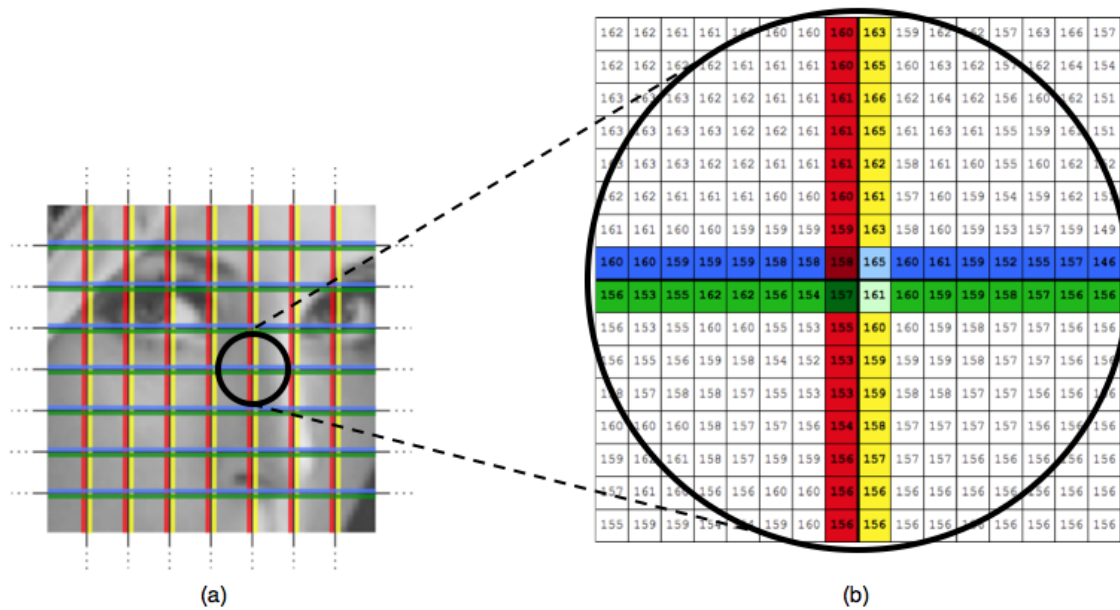 162 162 161 161 160 160 160 163 159 162 162 157 163 166 157
162 162 162 161 161 160 160 165 160 163 162 157 162 164 154
163 163 163 162 162 161 161 161 166 162 164 162 156 160 162 151
163 163 163 163 162 162 161 161 165 161 163 161 155 159 151
163 163 163 162 162 161 161 161 162 158 161 160 155 160 162
162 162 161 161 161 160 160 160 161 157 160 159 154 159 152
161 161 160 160 159 159 159 159 163 158 160 159 153 157 159 149
160 160 159 159 159 158 158 158 165 160 161 159 152 155 157 146
156 153 155 162 162 156 154 157 161 160 159 159 158 157 156 156
156 153 155 160 160 155 153 155 160 160 159 158 157 157 156 156
156 155 156 159 158 154 152 153 159 159 159 158 157 156 156 156
157 158 158 157 155 153 153 159 158 158 157 157 156 156
160 160 160 158 157 157 155 154 158 157 157 157 157 156 156 156
159 162 161 158 157 159 158 156 157 157 157 156 156 156 156 156
157 161 156 156 160 160 156 156 156 156 156 156 156 156 156
155 159 159 154 159 160 156 156 156 156 156 156 156 156
(a)
(b)